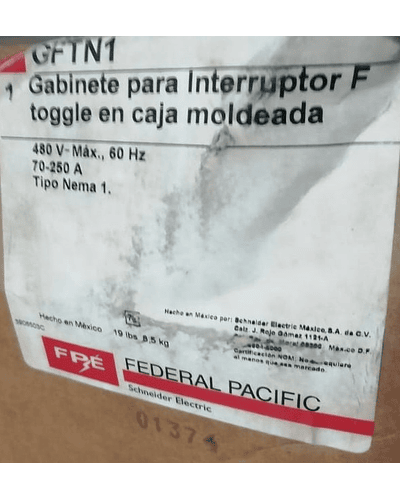 GFTN1
1 Gabinete para Interruptor F
toggle en caja moldeada
480 V- Máx., 60 Hz
70-250 A
Tipo Nema 1.
Hecho en México
19 lbs 8,5 kg
Hecho en México por: Schneider Electric México, S.A. de C.V.
Calz. J. Rojo Gómez 1121-A
México D.F.
Certificación NOM: No requiere
el menos que sea marcado.
FPE
FEDERAL PACIFIC
Schneider Electric
01374